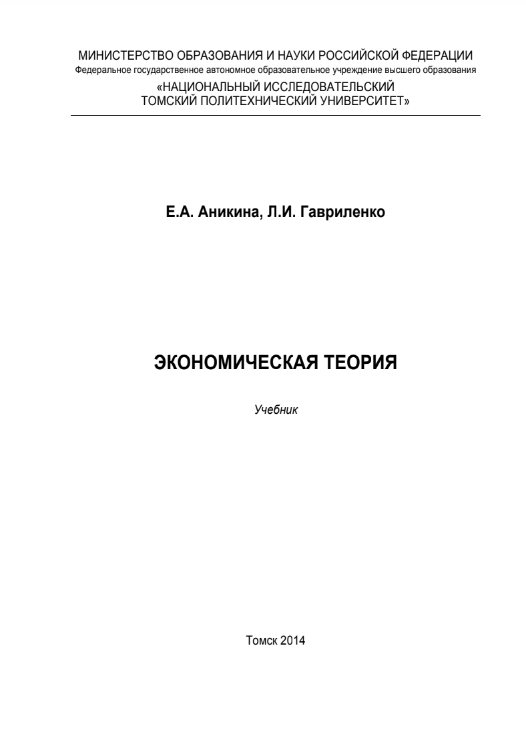 МИНИСТЕРСТВО ОБРАЗОВАНИЯ И НАУКИ РОССИЙСКОЙ ФЕДЕРАЦИИ
Федеральное государственное автономное образовательное учреждение высшего образования
«НАЦИОНАЛЬНЫЙ ИССЛЕДОВАТЕЛЬСКИЙ
ТОМСКИЙ ПОЛИТЕХНИЧЕСКИЙ УНИВЕРСИТЕТ»
Е.А. Аникина, Л.И. Гавриленко
ЭКОНОМИЧЕСКАЯ ТЕОРИЯ
Учебник
Томск 2014